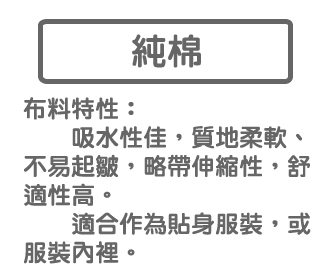 純棉
布料特性：
　　吸水性佳，質地柔軟、
不易起皺，略帶伸縮性，舒
適性高。
　　適合作為貼身服裝，或
服裝內裡。